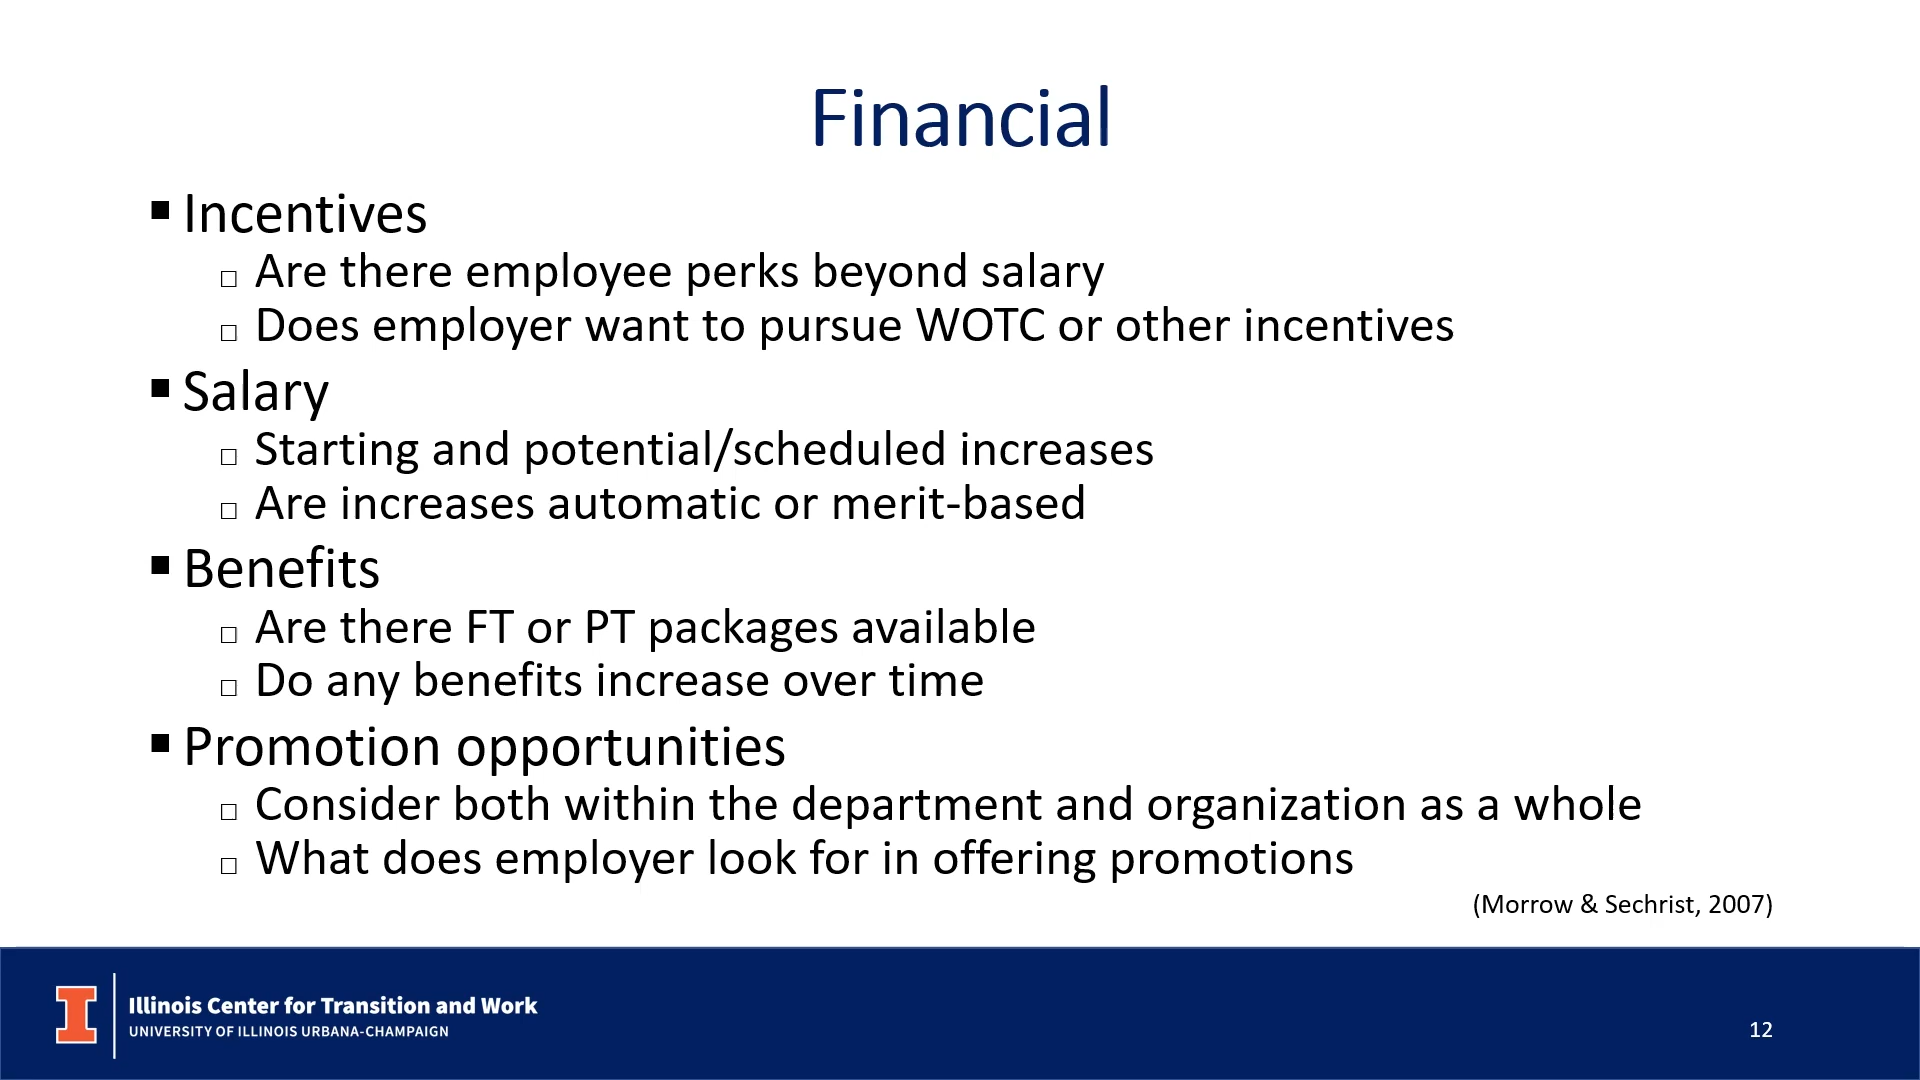 Financial
Incentives
Are there employee perks beyond salary
Does employer want to pursue WOTC or other incentives
Salary
Starting and potential/scheduled increases
Are increases automatic or merit-based
Benefits
Are there FT or PT packages available
Do any benefits increase over time
Promotion opportunities
Consider both within the department and organization as a whole
What does employer look for in offering promotions
(Morrow & Sechrist, 2007)
Illinois Center for Transition and Work
UNIVERSITY OF ILLINOIS URBANA-CHAMPAIGN
12